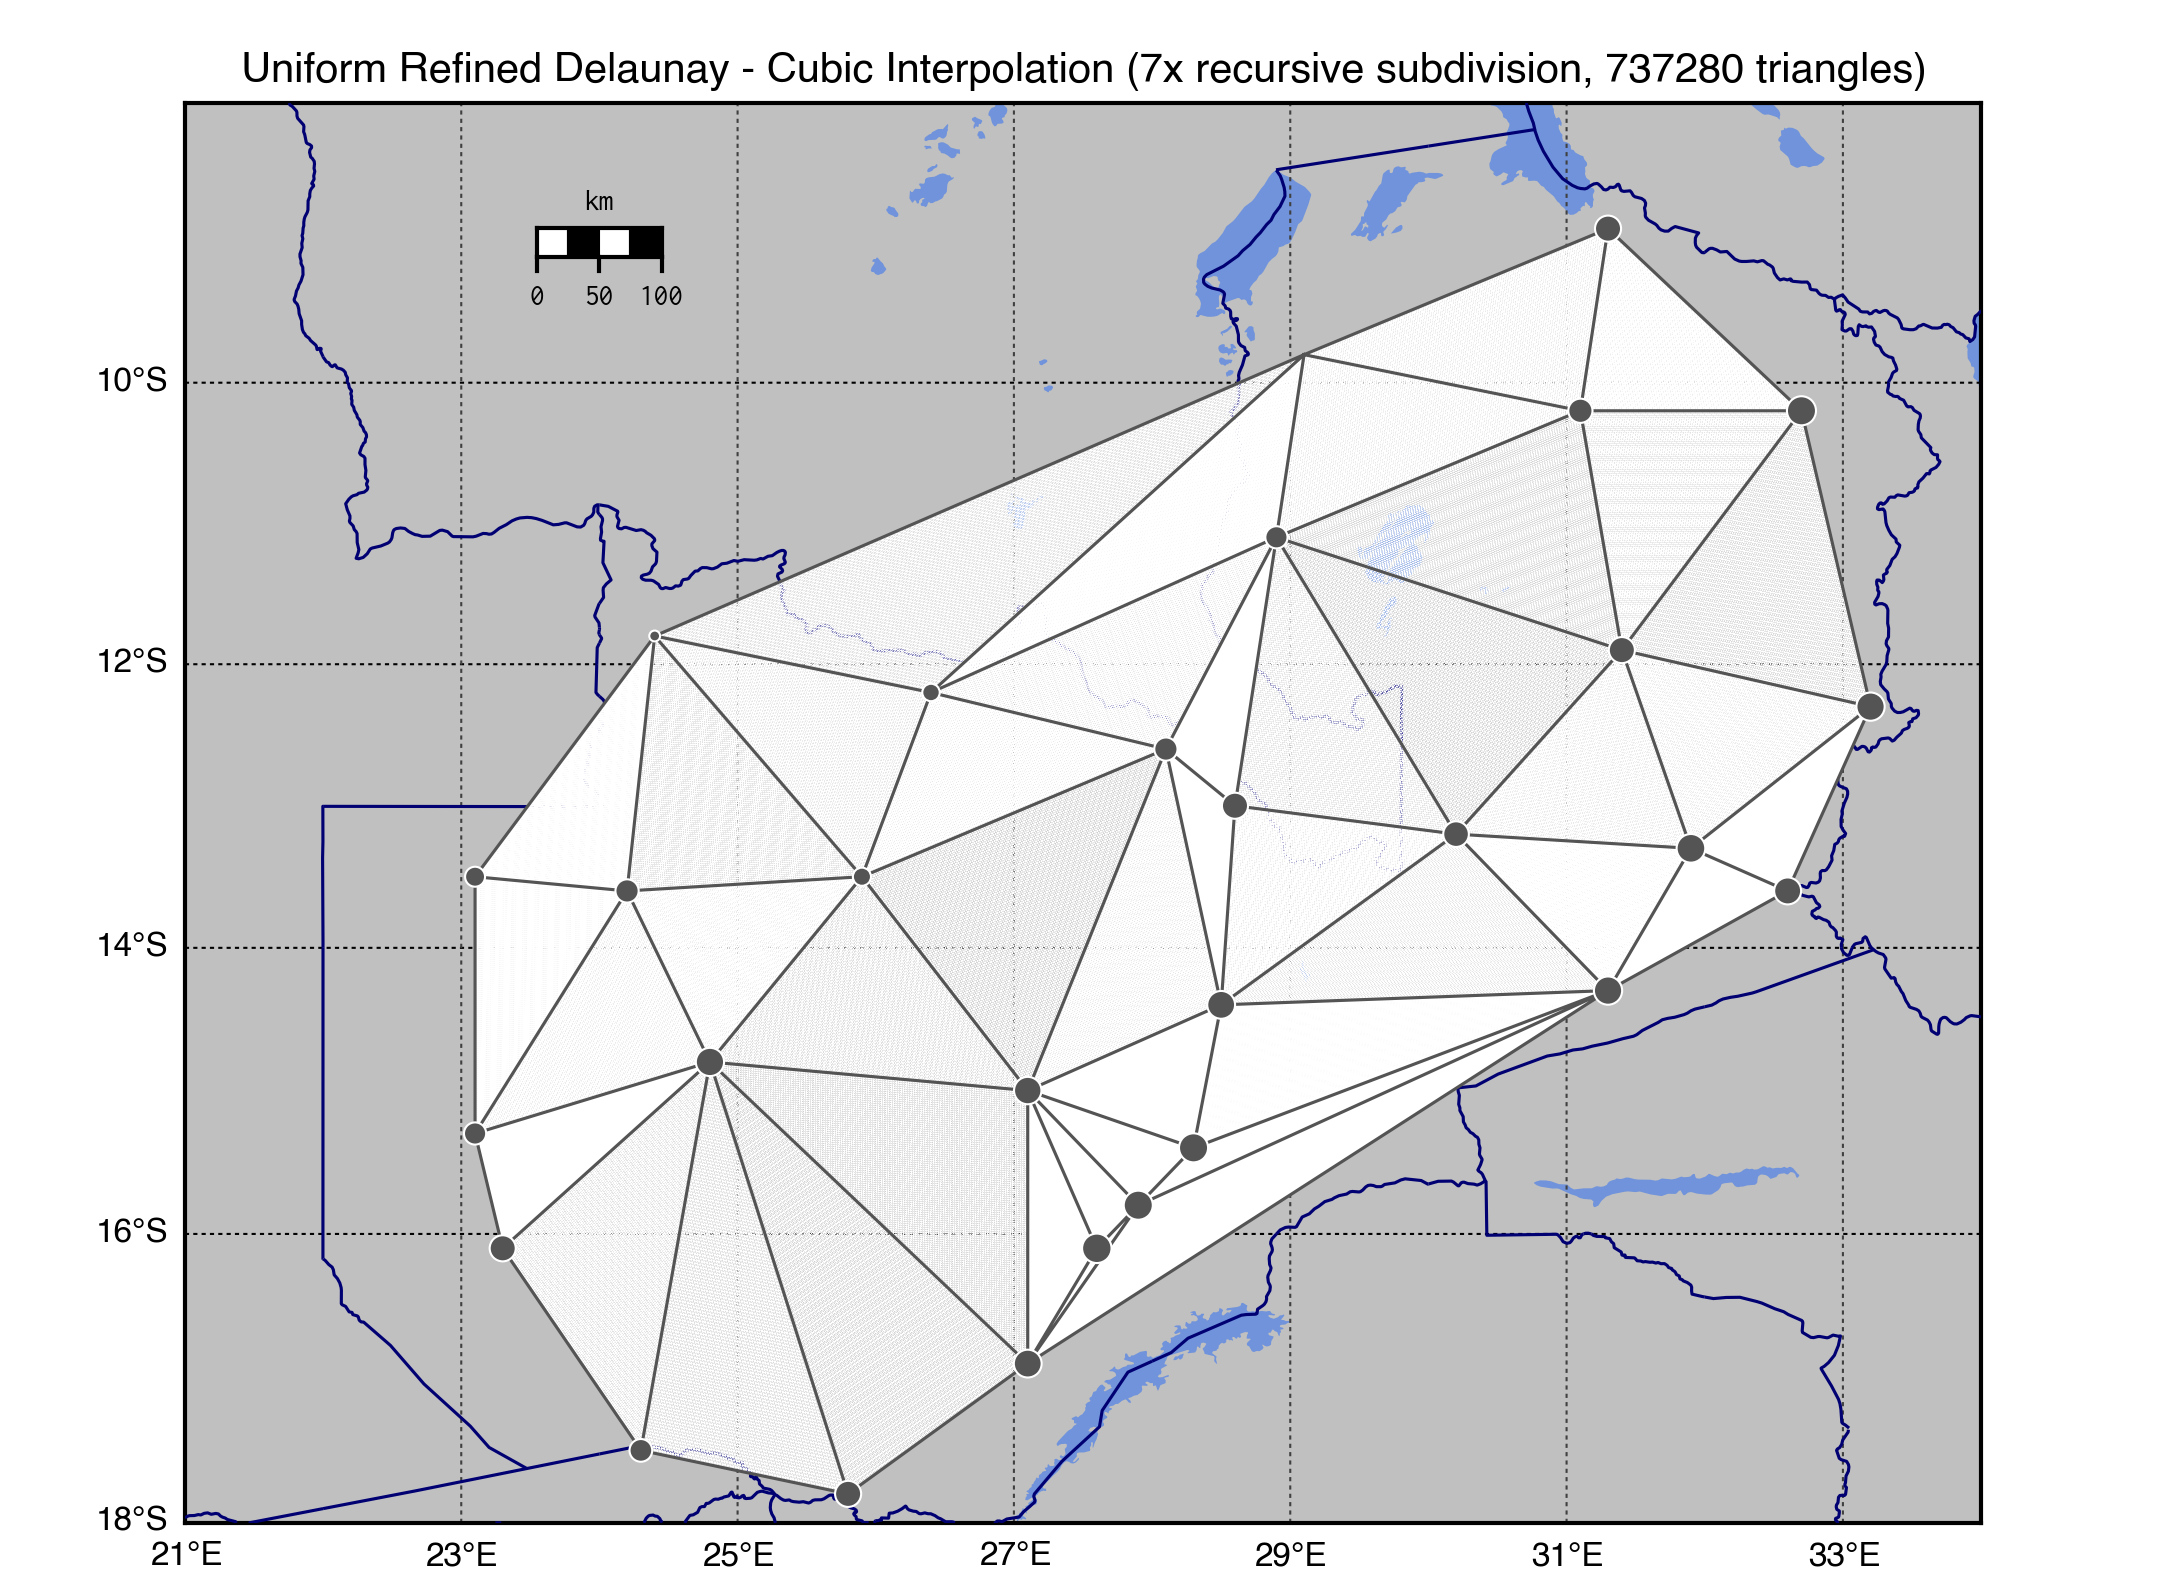 Uniform Refined Delaunay - Cubic Interpolation (7x recursive subdivision, 737280 triangles)
km
0 50 100
10°S
12°S
14°S
16°S
18°S
21°E 23°E 25°E 27°E 29°E 31°E 33°E